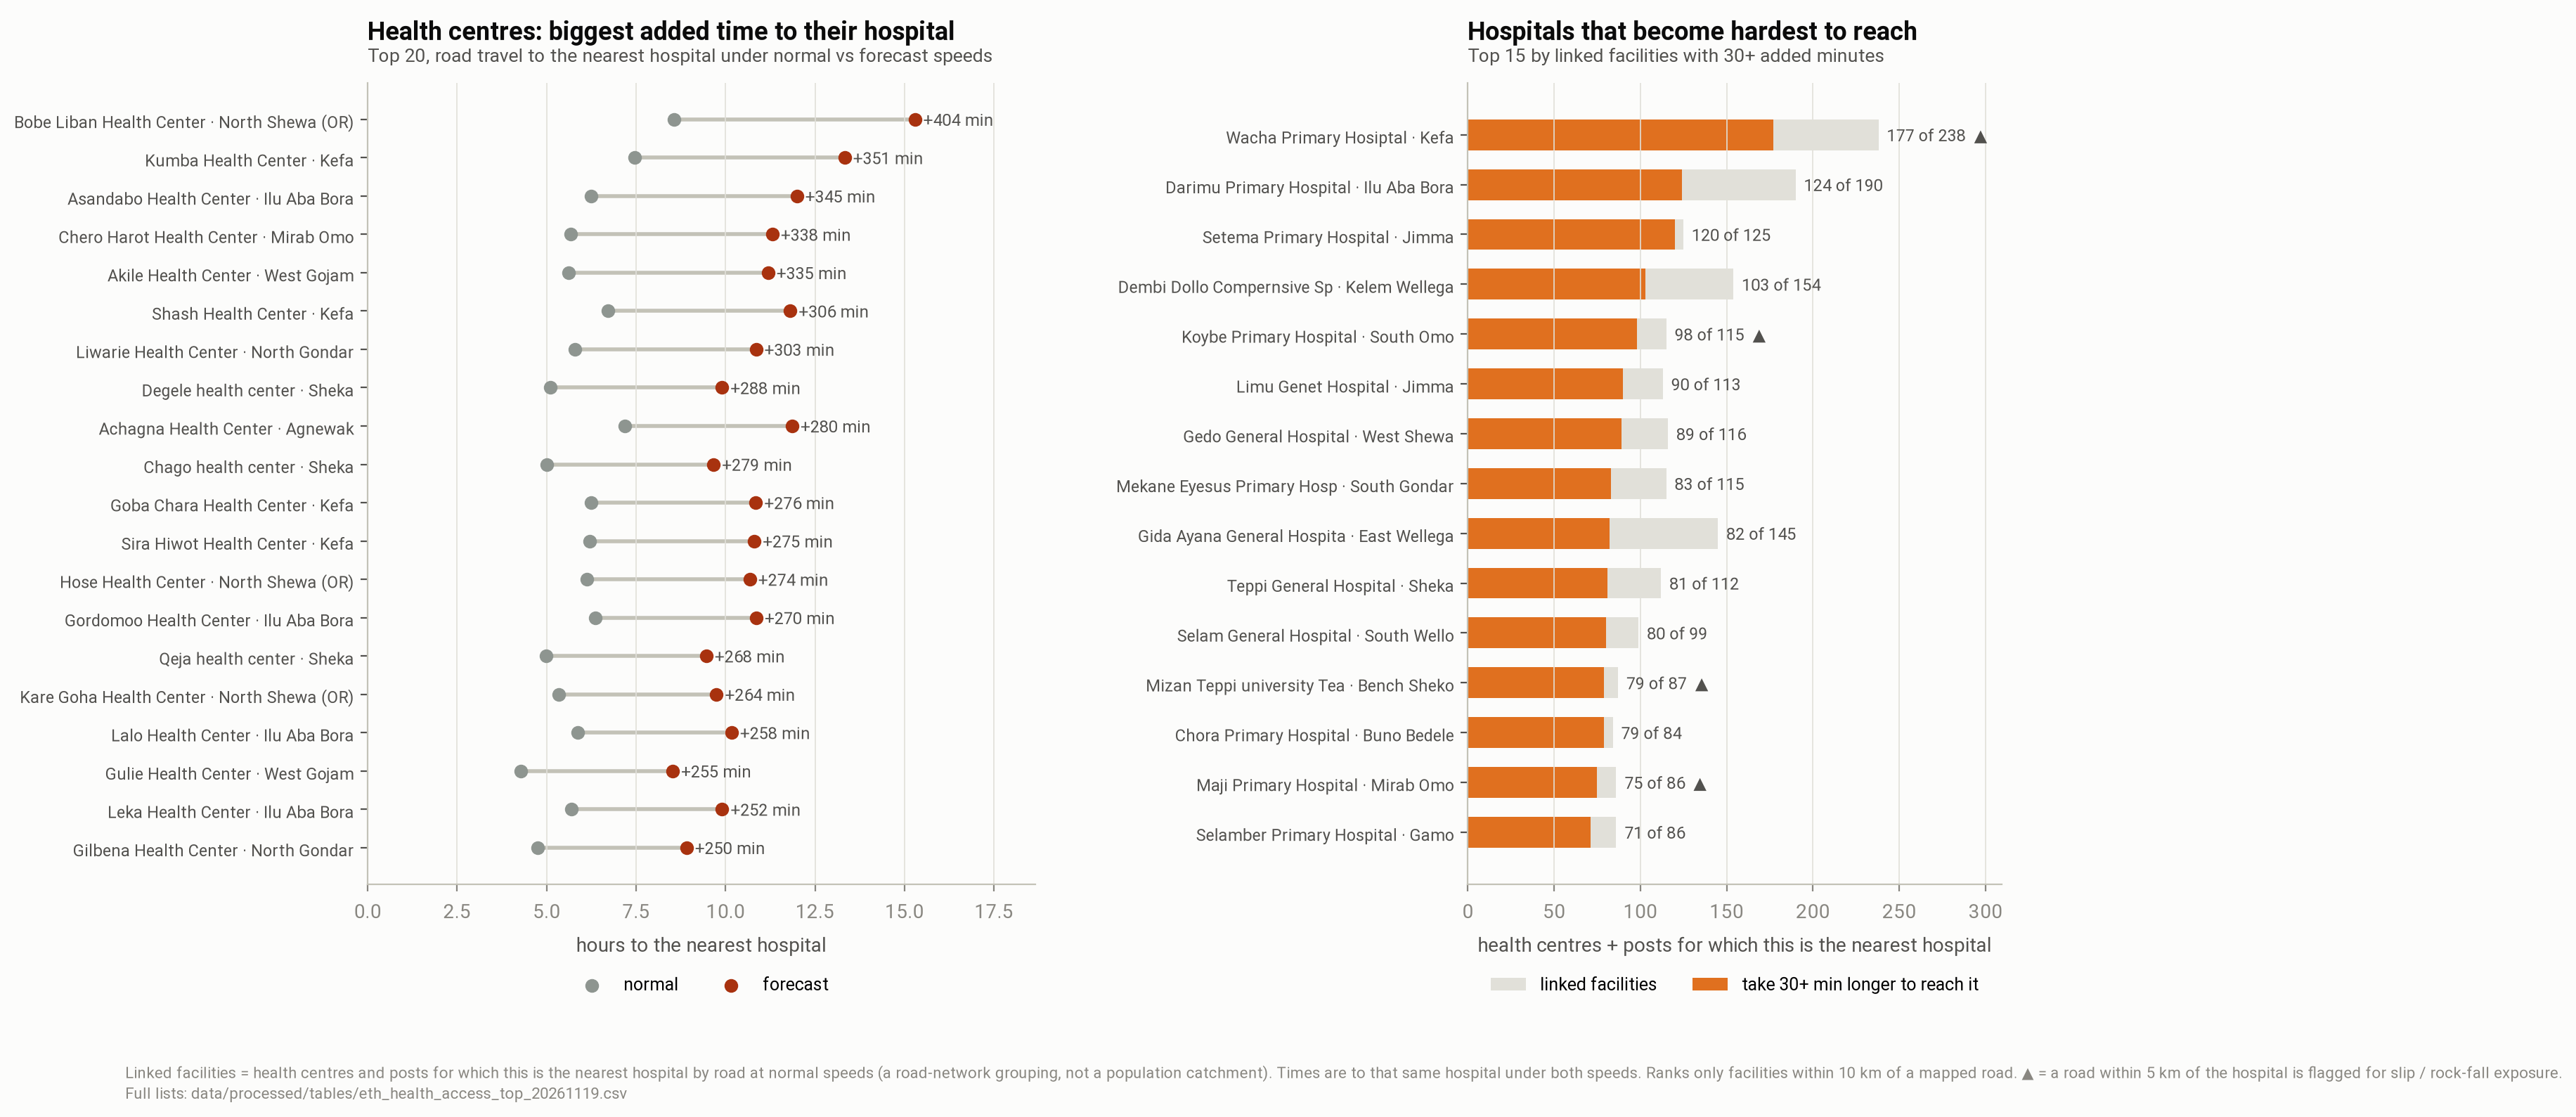 Health centres: biggest added time to their hospital
Top 20, road travel to the nearest hospital under normal vs forecast speeds
Bobe Liban Health Center · North Shewa (OR) +404 min
Kumba Health Center · Kefa +351 min
Asandabo Health Center · Ilu Aba Bora +345 min
Chero Harot Health Center · Mirab Omo +338 min
Akile Health Center · West Gojam +335 min
Shash Health Center · Kefa +306 min
Liwarie Health Center · North Gondar +303 min
Degele health center · Sheka +288 min
Achagna Health Center · Agnewak +280 min
Chago health center · Sheka +279 min
Goba Chara Health Center · Kefa +276 min
Sira Hiwot Health Center · Kefa +275 min
Hose Health Center · North Shewa (OR) +274 min
Gordomoo Health Center · Ilu Aba Bora +270 min
Qeja health center · Sheka +268 min
Kare Goha Health Center · North Shewa (OR) +264 min
Lalo Health Center · Ilu Aba Bora +258 min
Gulie Health Center · West Gojam +255 min
Leka Health Center · Ilu Aba Bora +252 min
Gilbena Health Center · North Gondar +250 min
0.0 2.5 5.0 7.5 10.0 12.5 15.0 17.5
hours to the nearest hospital
normal forecast
Hospitals that become hardest to reach
Top 15 by linked facilities with 30+ added minutes
Wacha Primary Hosiptal · Kefa 177 of 238 ▲
Darimu Primary Hospital · Ilu Aba Bora 124 of 190
Setema Primary Hospital · Jimma 120 of 125
Dembi Dollo Compernsive Sp · Kelem Wellega 103 of 154
Koybe Primary Hospital · South Omo 98 of 115 ▲
Limu Genet Hospital · Jimma 90 of 113
Gedo General Hospital · West Shewa 89 of 116
Mekane Eyesus Primary Hosp · South Gondar 83 of 115
Gida Ayana General Hospita · East Wellega 82 of 145
Teppi General Hospital · Sheka 81 of 112
Selam General Hospital · South Wello 80 of 99
Mizan Teppi university Tea · Bench Sheko 79 of 87 ▲
Chora Primary Hospital · Buno Bedele 79 of 84
Maji Primary Hospital · Mirab Omo 75 of 86 ▲
Selamber Primary Hospital · Gamo 71 of 86
0 50 100 150 200 250 300
health centres + posts for which this is the nearest hospital
linked facilities take 30+ min longer to reach it
Linked facilities = health centres and posts for which this is the nearest hospital by road at normal speeds (a road-network grouping, not a population catchment). Times are to that same hospital under both speeds. Ranks only facilities within 10 km of a mapped road. ▲ = a road within 5 km of the hospital is flagged for slip / rock-fall exposure.
Full lists: data/processed/tables/eth_health_access_top_20261119.csv